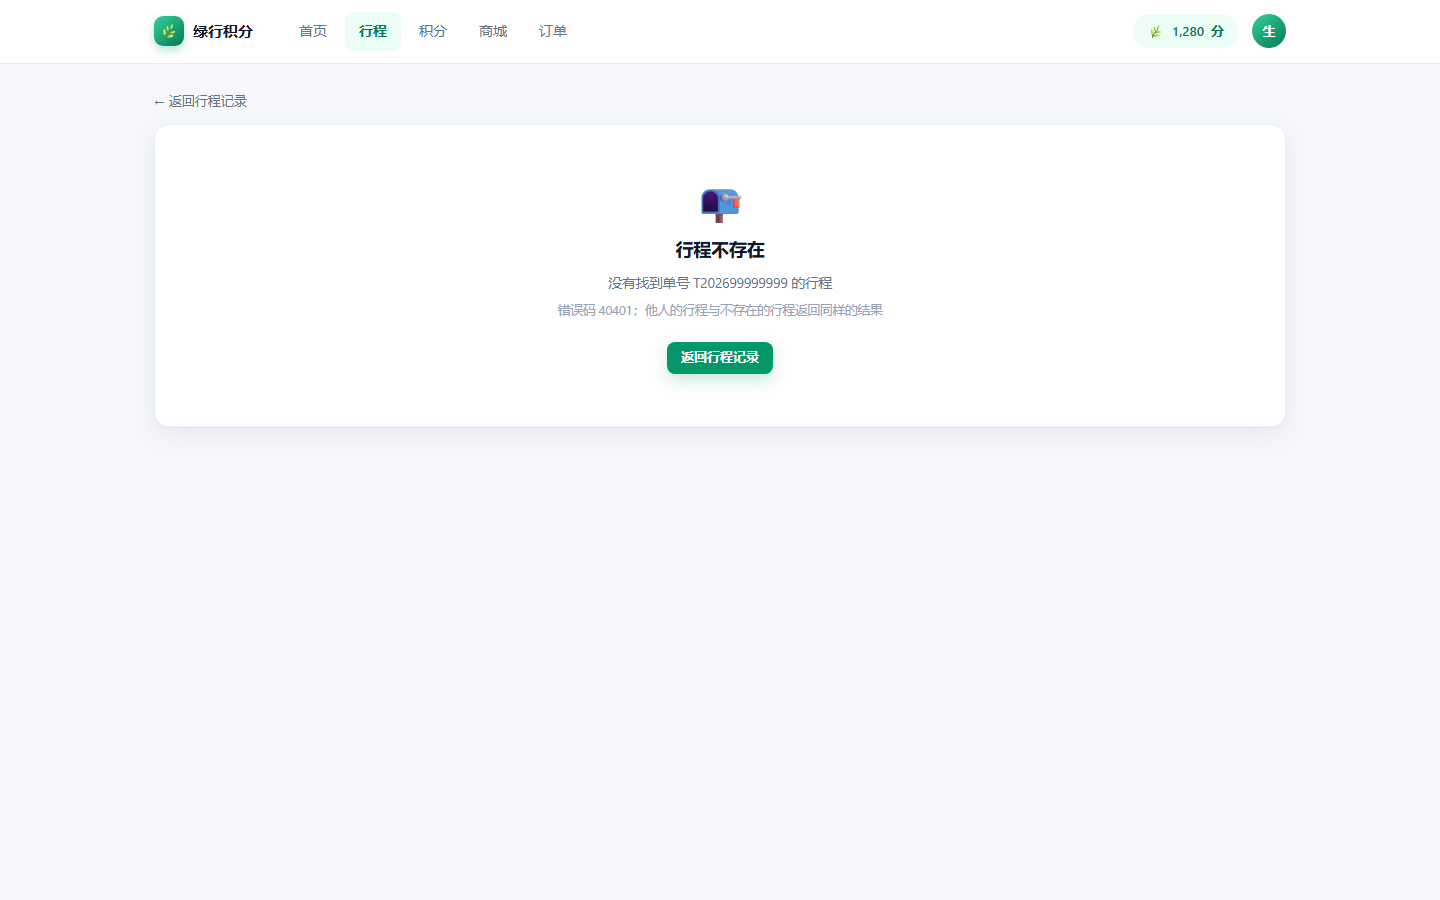 绿行积分
首页
行程
积分
商城
订单
1,280 分
生
← 返回行程记录
行程不存在
没有找到单号 T202699999999 的行程
错误码 40401；他人的行程与不存在的行程返回同样的结果
返回行程记录